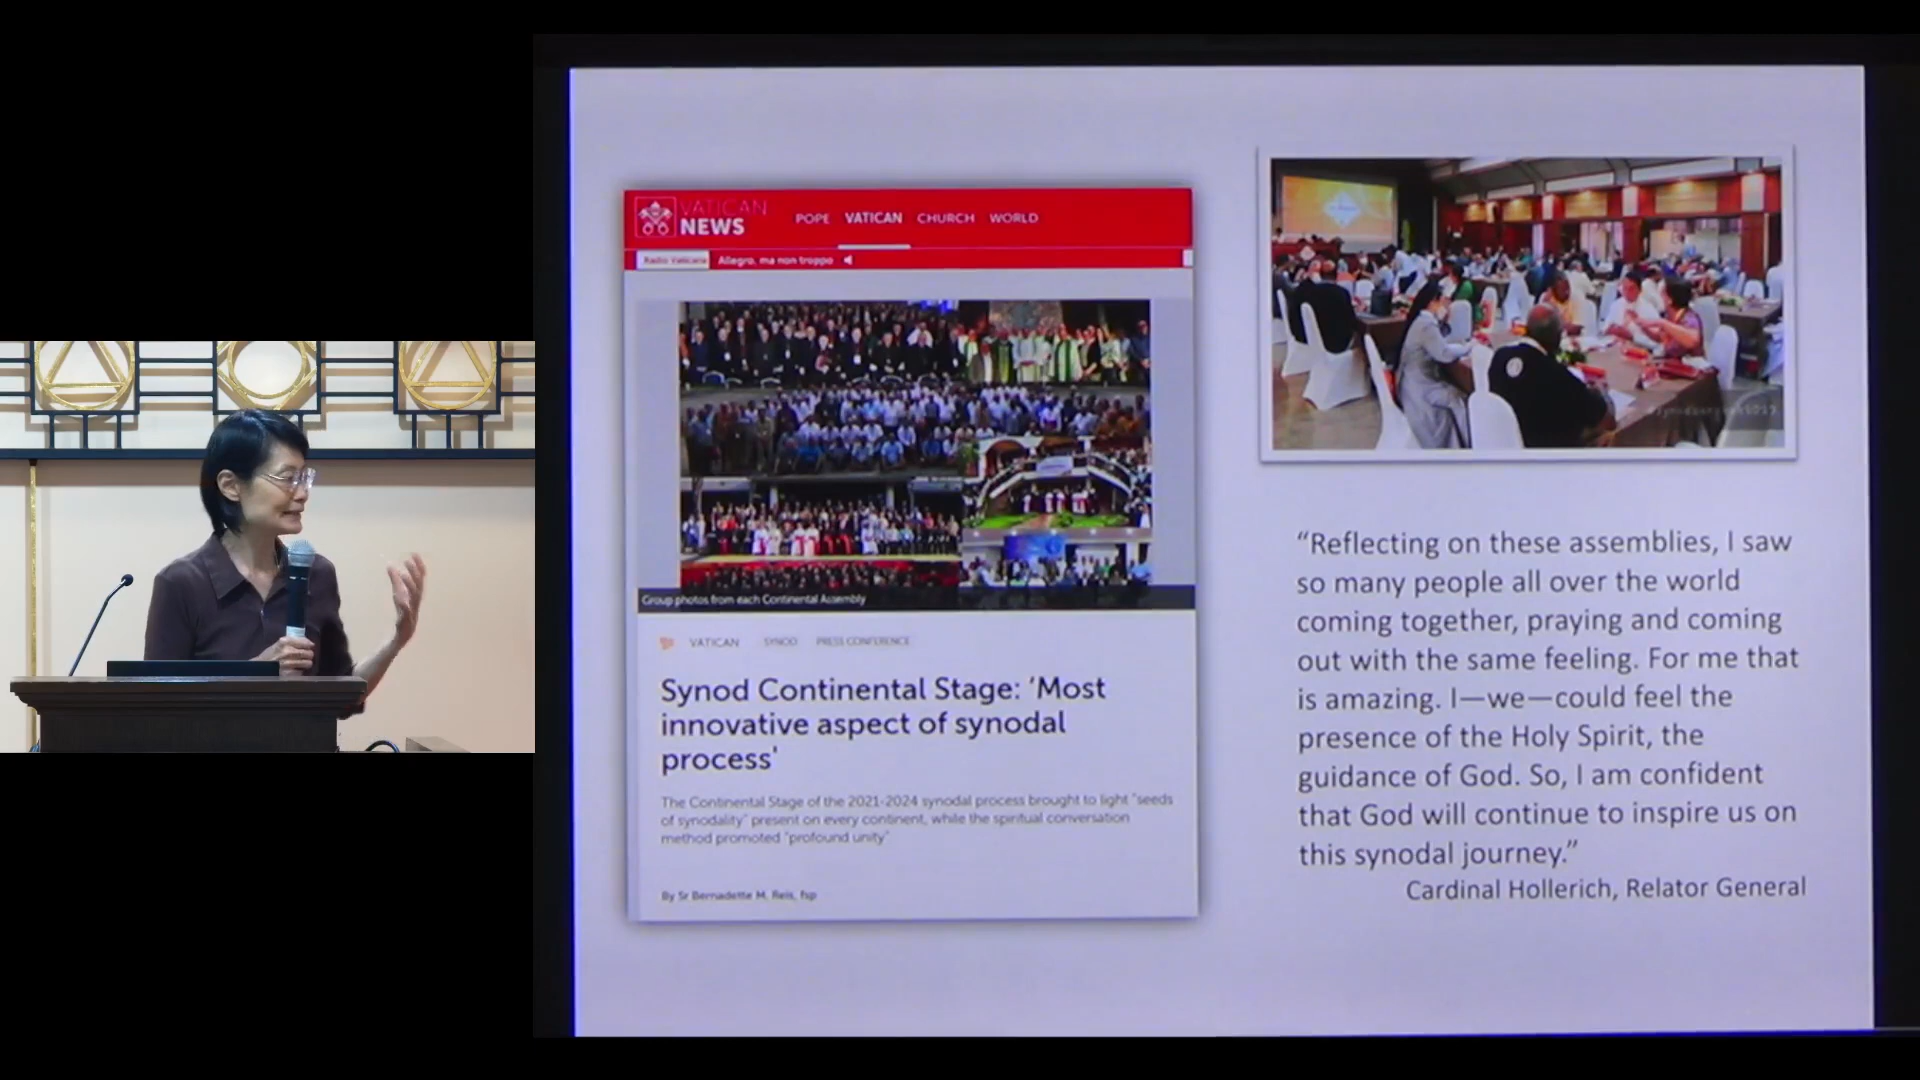 VATICAN
NEWS
POPE VATICAN CHURCH WORLD
Radio Vaticana Allegro, ma non troppo
Group photos from each Continental Assembly
VATICAN SYNOD PRESS CONFERENCE
Synod Continental Stage: ‘Most
innovative aspect of synodal
process'
The Continental Stage of the 2021-2024 synodal process brought to light "seeds
of synodality" present on every continent, while the spiritual conversation
method promoted "profound unity"
By Sr Bernadette M. Reis, fsp
“Reflecting on these assemblies, I saw
so many people all over the world
coming together, praying and coming
out with the same feeling. For me that
is amazing. I—we—could feel the
presence of the Holy Spirit, the
guidance of God. So, I am confident
that God will continue to inspire us on
this synodal journey.”
Cardinal Hollerich, Relator General